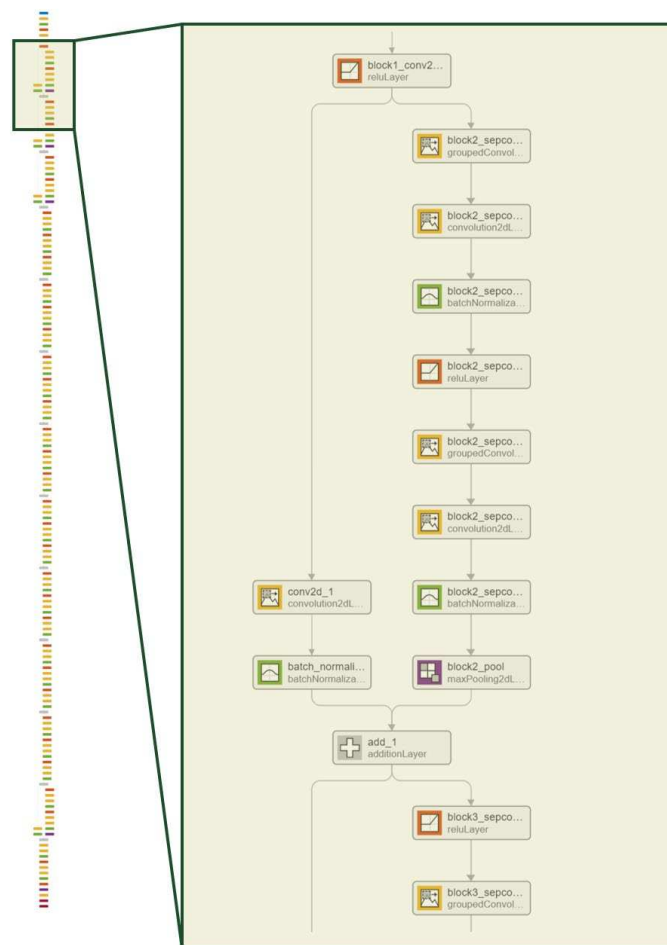 block1_conv2...
reluLayer
block2_sepco...
groupedConvol...
block2_sepco...
convolution2dL...
block2_sepco...
batchNormaliza...
block2_sepco...
reluLayer
block2_sepco...
groupedConvol...
block2_sepco...
convolution2dL...
conv2d_1
convolution2dL...
block2_sepco...
batchNormaliza...
batch_normali...
batchNormaliza...
block2_pool
maxPooling2dL...
add_1
additionLayer
block3_sepco...
reluLayer
block3_sepco...
groupedConvol...